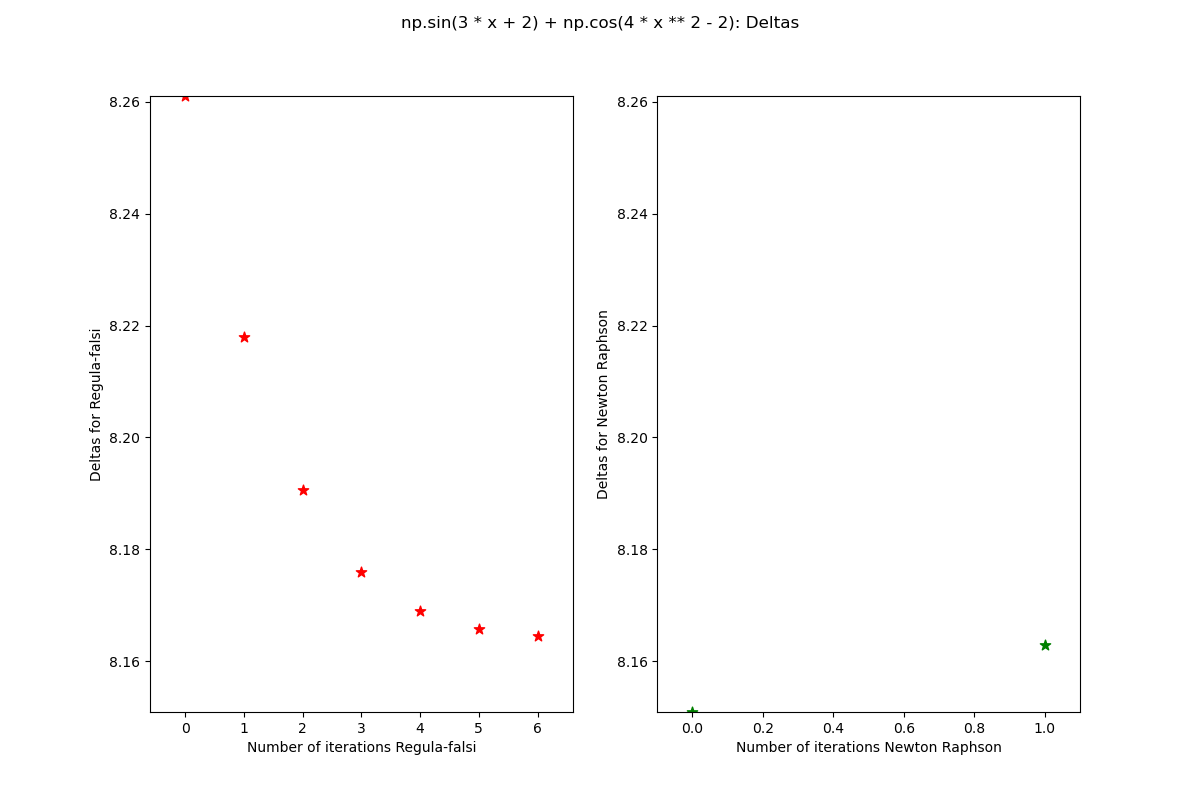 np.sin(3 * x + 2) + np.cos(4 * x ** 2 - 2): Deltas
Deltas for Regula-falsi
8.26
8.24
8.22
8.20
8.18
8.16
0 1 2 3 4 5 6
Number of iterations Regula-falsi
Deltas for Newton Raphson
8.26
8.24
8.22
8.20
8.18
8.16
0.0 0.2 0.4 0.6 0.8 1.0
Number of iterations Newton Raphson